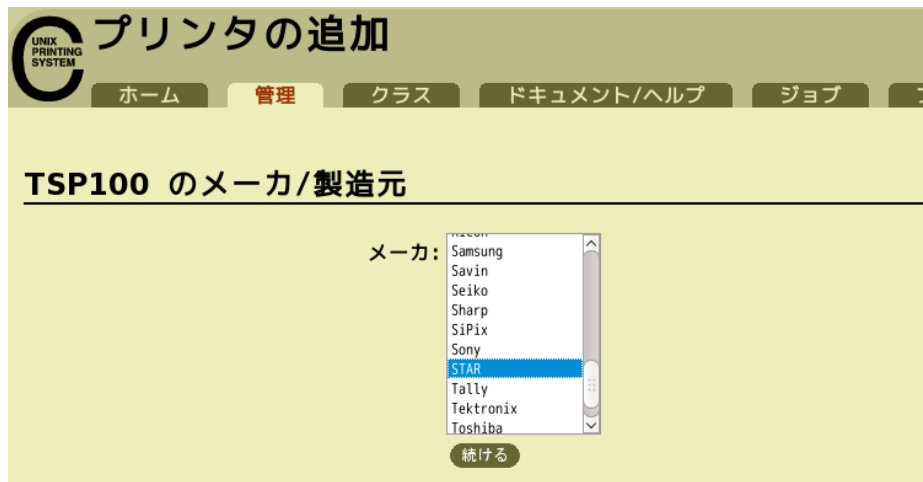 UNIX
PRINTING
SYSTEM
プリンタの追加
ホーム 管理 クラス ドキュメント/ヘルプ ジョブ
TSP100 のメーカ/製造元
メーカ:
Samsung
Savin
Seiko
Sharp
SiPix
Sony
STAR
Tally
Tektronix
Toshiba
続ける